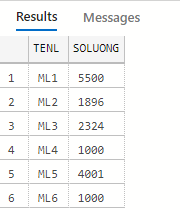 Results Messages
TENL SOLUONG
1 ML1 5500
2 ML2 1896
3 ML3 2324
4 ML4 1000
5 ML5 4001
6 ML6 1000